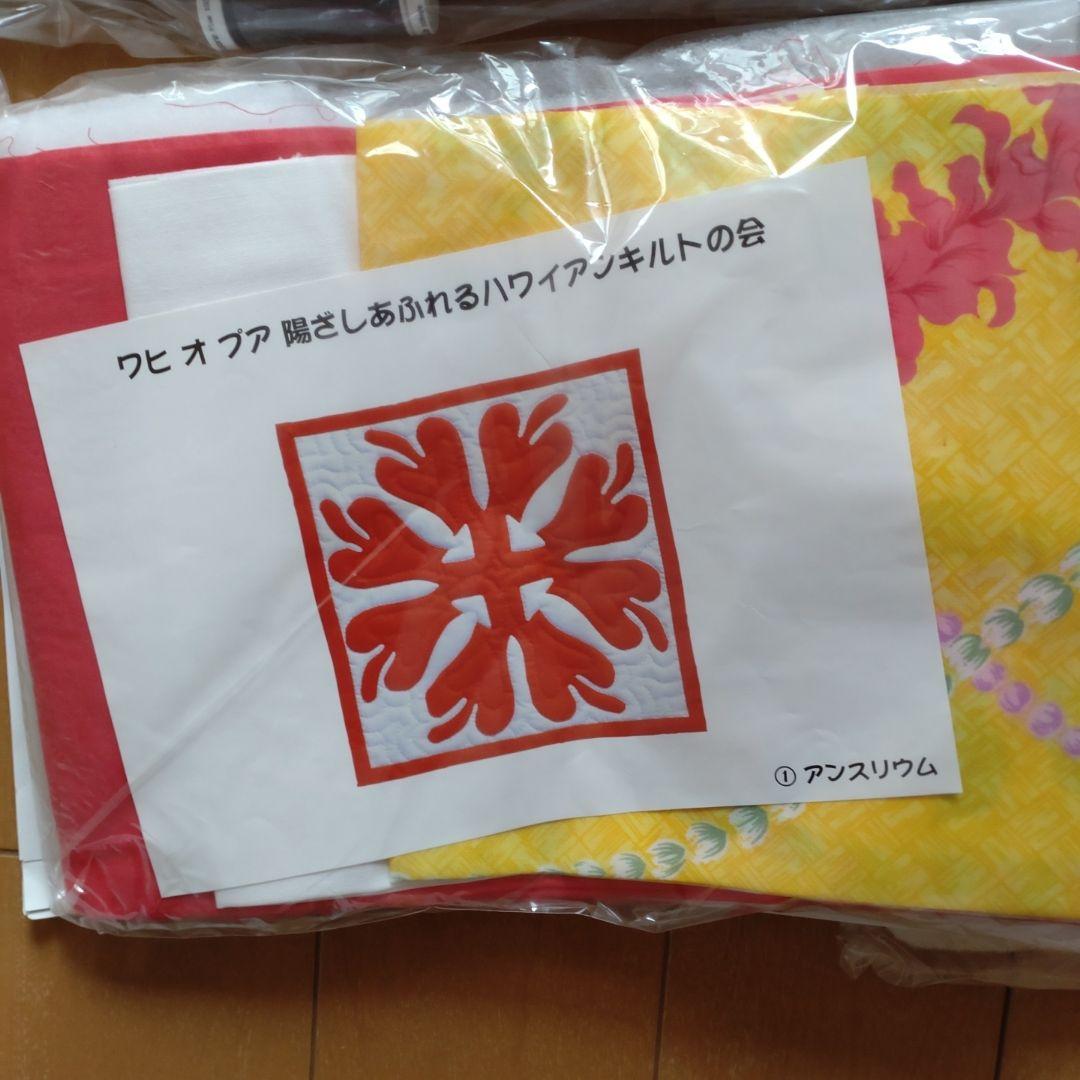 ワヒ オ プア 陽ざしあふれるハワイアンキルトの会
① アンスリウム